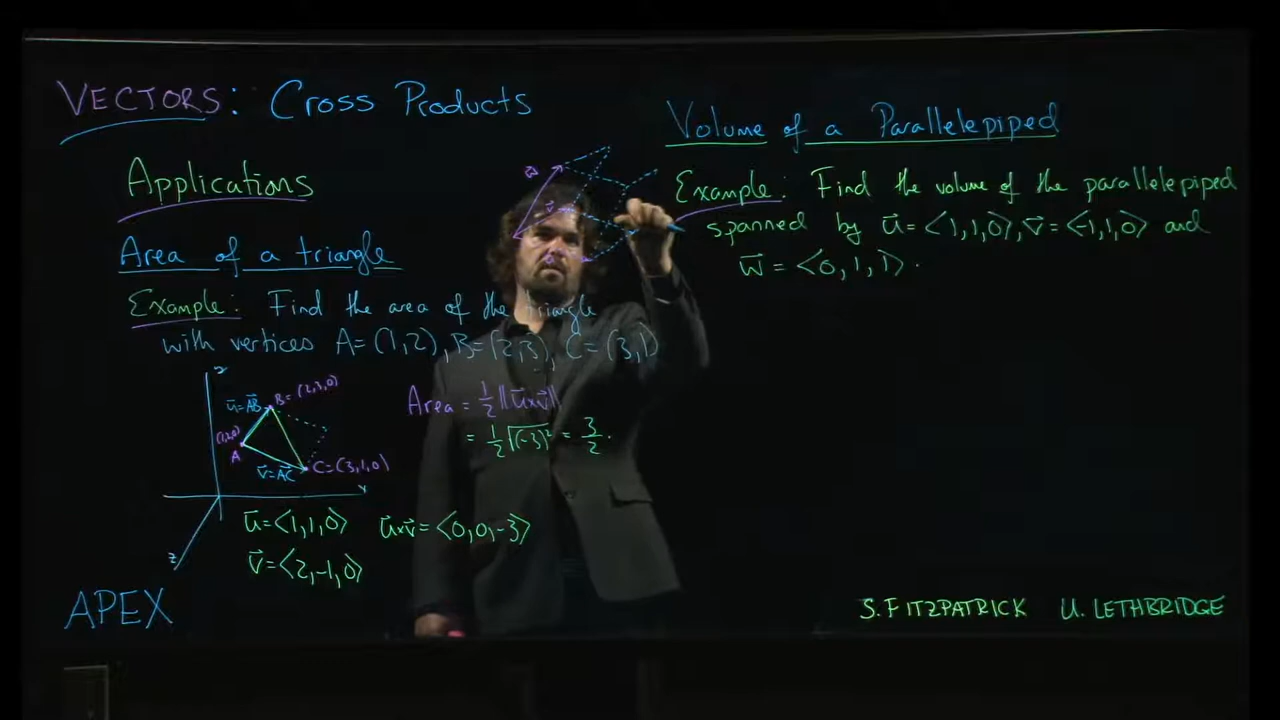 VECTORS: Cross Products
Applications
Area of a triangle
Example: Find the area of the triangle
with vertices A=(1,2), B=(2,3), C=(3,1)
B=(2,3,0)
u⃗=AB⃗
(1,2,0)
A
v⃗=AC⃗
C=(3,1,0)
Area = ½‖u⃗×v⃗‖
= ½√(-3)² = 3/2.
u⃗=⟨1,1,0⟩ u⃗×v⃗=⟨0,0,-3⟩
v⃗=⟨2,-1,0⟩
APEX
w⃗
v⃗
Volume of a Parallelepiped
Example: Find the volume of the parallelepiped
spanned by u⃗=⟨1,1,0⟩, v⃗=⟨-1,1,0⟩ and
w⃗=⟨0,1,1⟩.
S. FITZPATRICK U. LETHBRIDGE